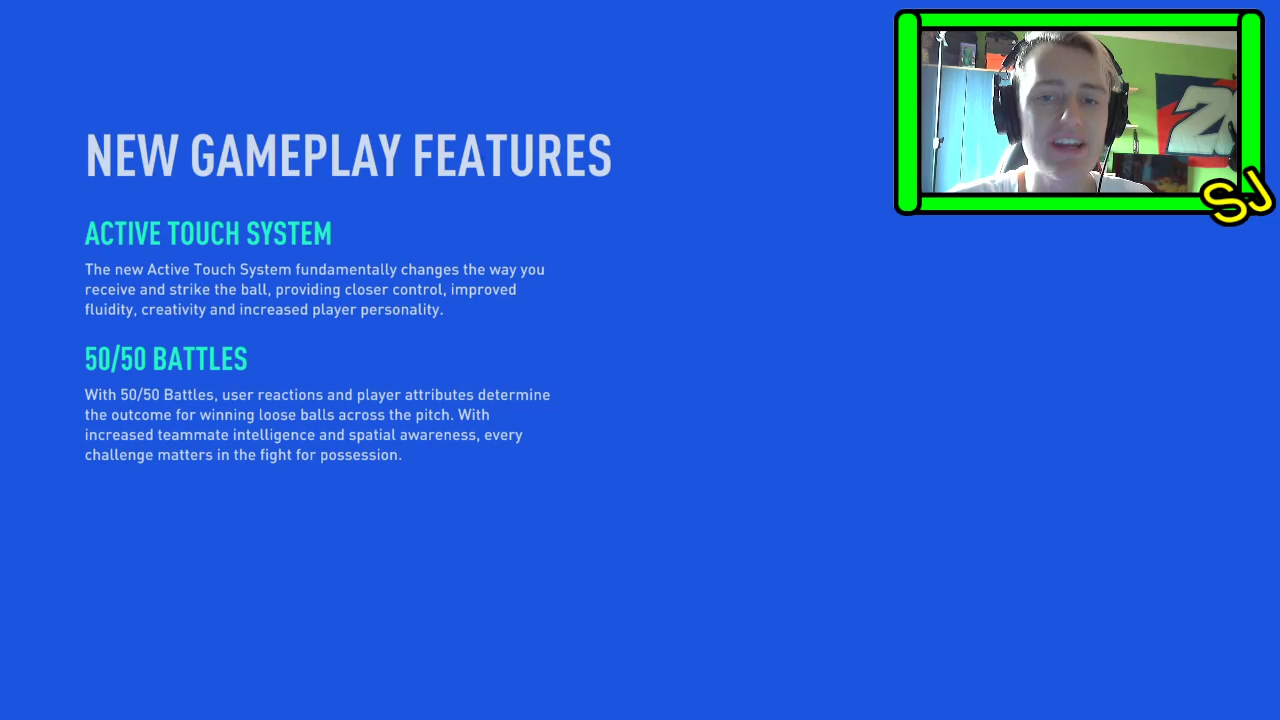 NEW GAMEPLAY FEATURES
ACTIVE TOUCH SYSTEM
The new Active Touch System fundamentally changes the way you
receive and strike the ball, providing closer control, improved
fluidity, creativity and increased player personality.
50/50 BATTLES
With 50/50 Battles, user reactions and player attributes determine
the outcome for winning loose balls across the pitch. With
increased teammate intelligence and spatial awareness, every
challenge matters in the fight for possession.
SJ